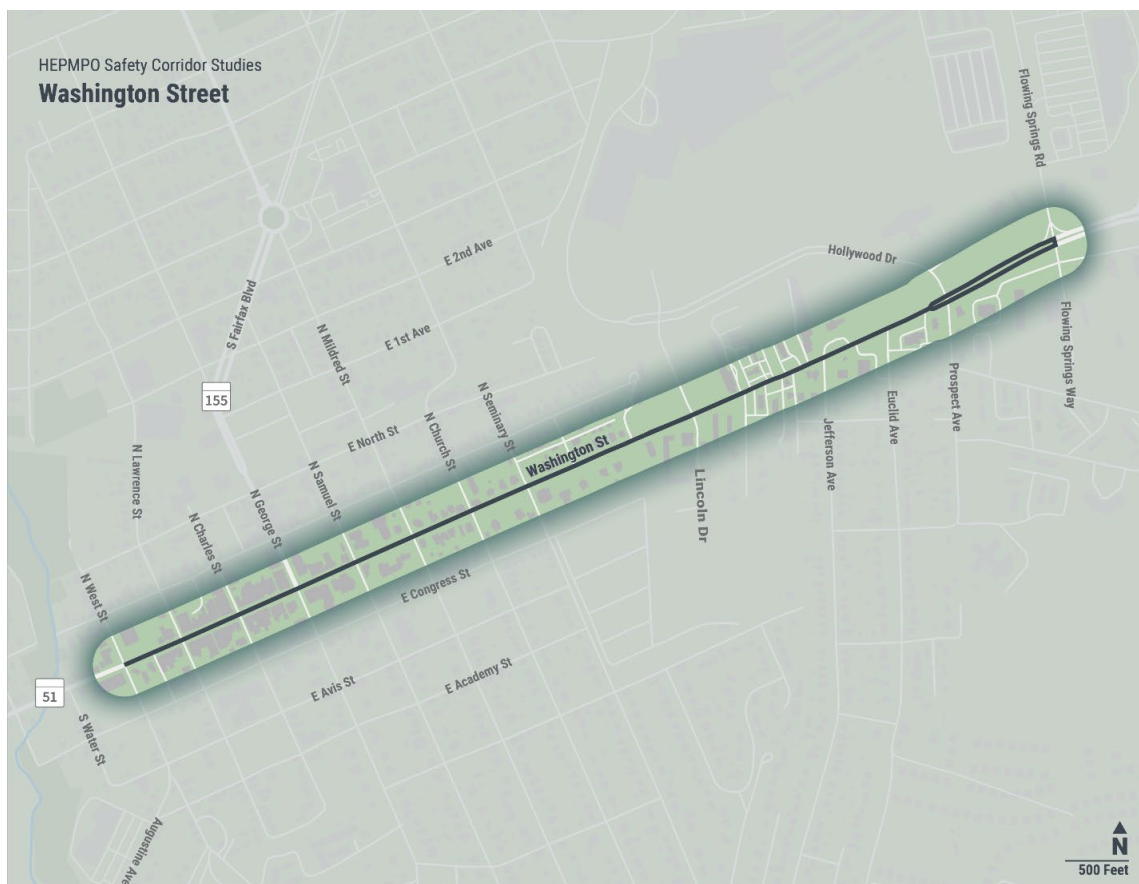 HEPMPO Safety Corridor Studies
Washington Street
Flowing Springs Rd
Hollywood Dr
E 2nd Ave
S Fairfax Blvd
N Mildred St
E 1st Ave
Flowing Springs Way
155
Prospect Ave
Euclid Ave
N Seminary St
N Church St
E North St
Jefferson Ave
Washington St
N Lawrence St
N Samuel St
Lincoln Dr
N George St
N Charles St
E Congress St
N West St
51
E Avis St
E Academy St
S Water St
Augustine Ave
N
500 Feet